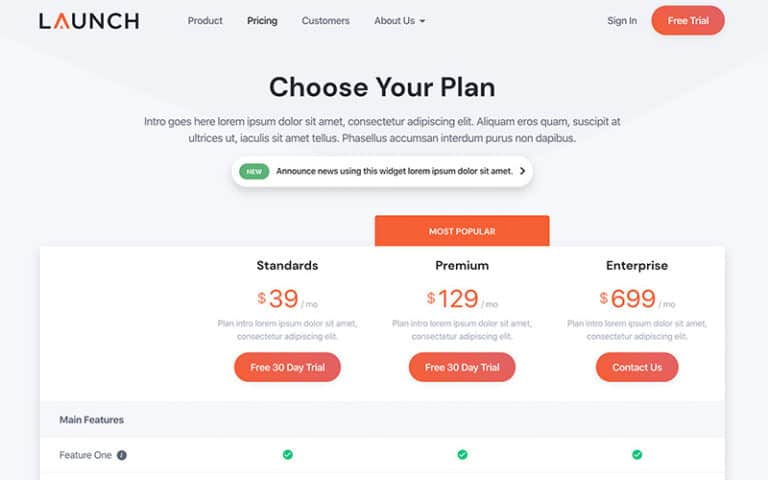 LAUNCH Product Pricing Customers About Us Sign In Free Trial
Choose Your Plan
Intro goes here lorem ipsum dolor sit amet, consectetur adipiscing elit. Aliquam eros quam, suscipit at
ultrices ut, iaculis sit amet tellus. Phasellus accumsan interdum purus non dapibus.
NEW Announce news using this widget lorem ipsum dolor sit amet.
MOST POPULAR
Standards Premium Enterprise
$39 / mo $129 / mo $699 / mo
Plan intro lorem ipsum dolor sit amet, Plan intro lorem ipsum dolor sit amet, Plan intro lorem ipsum dolor sit amet,
consectetur adipiscing elit. consectetur adipiscing elit. consectetur adipiscing elit.
Free 30 Day Trial Free 30 Day Trial Contact Us
Main Features
Feature One i